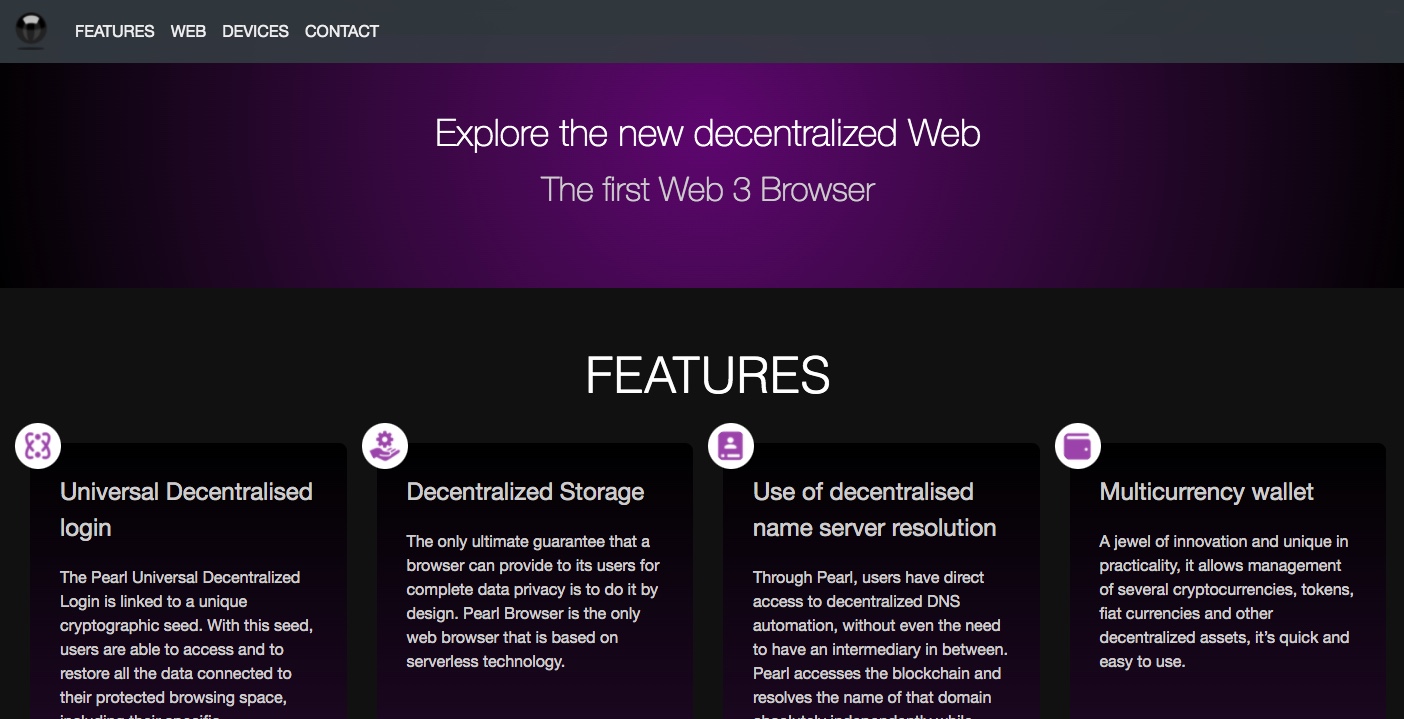 FEATURES WEB DEVICES CONTACT
Explore the new decentralized Web
The first Web 3 Browser
FEATURES
Universal Decentralised
login
The Pearl Universal Decentralized
Login is linked to a unique
cryptographic seed. With this seed,
users are able to access and to
restore all the data connected to
their protected browsing space,
including their specific
Decentralized Storage
The only ultimate guarantee that a
browser can provide to its users for
complete data privacy is to do it by
design. Pearl Browser is the only
web browser that is based on
serverless technology.
Use of decentralised
name server resolution
Through Pearl, users have direct
access to decentralized DNS
automation, without even the need
to have an intermediary in between.
Pearl accesses the blockchain and
resolves the name of that domain
absolutely independently while
Multicurrency wallet
A jewel of innovation and unique in
practicality, it allows management
of several cryptocurrencies, tokens,
fiat currencies and other
decentralized assets, it’s quick and
easy to use.